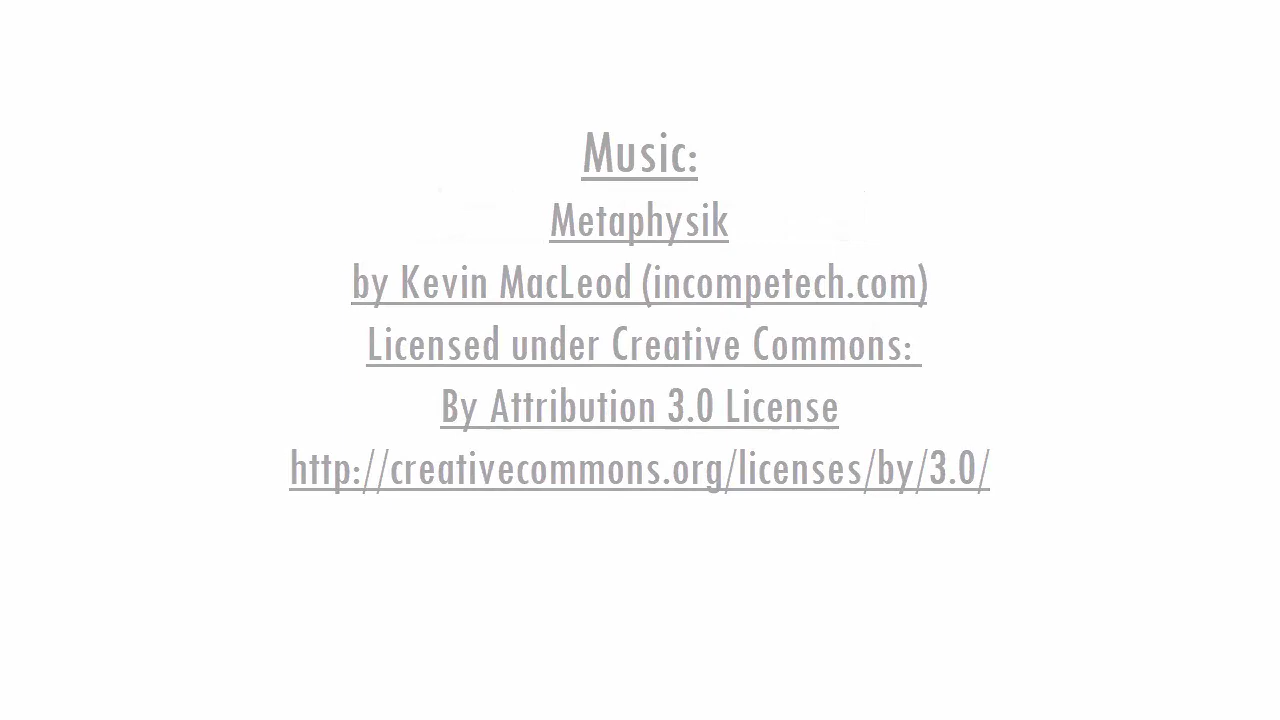 Music:
Metaphysik
by Kevin MacLeod (incompetech.com)
Licensed under Creative Commons:
By Attribution 3.0 License
http://creativecommons.org/licenses/by/3.0/